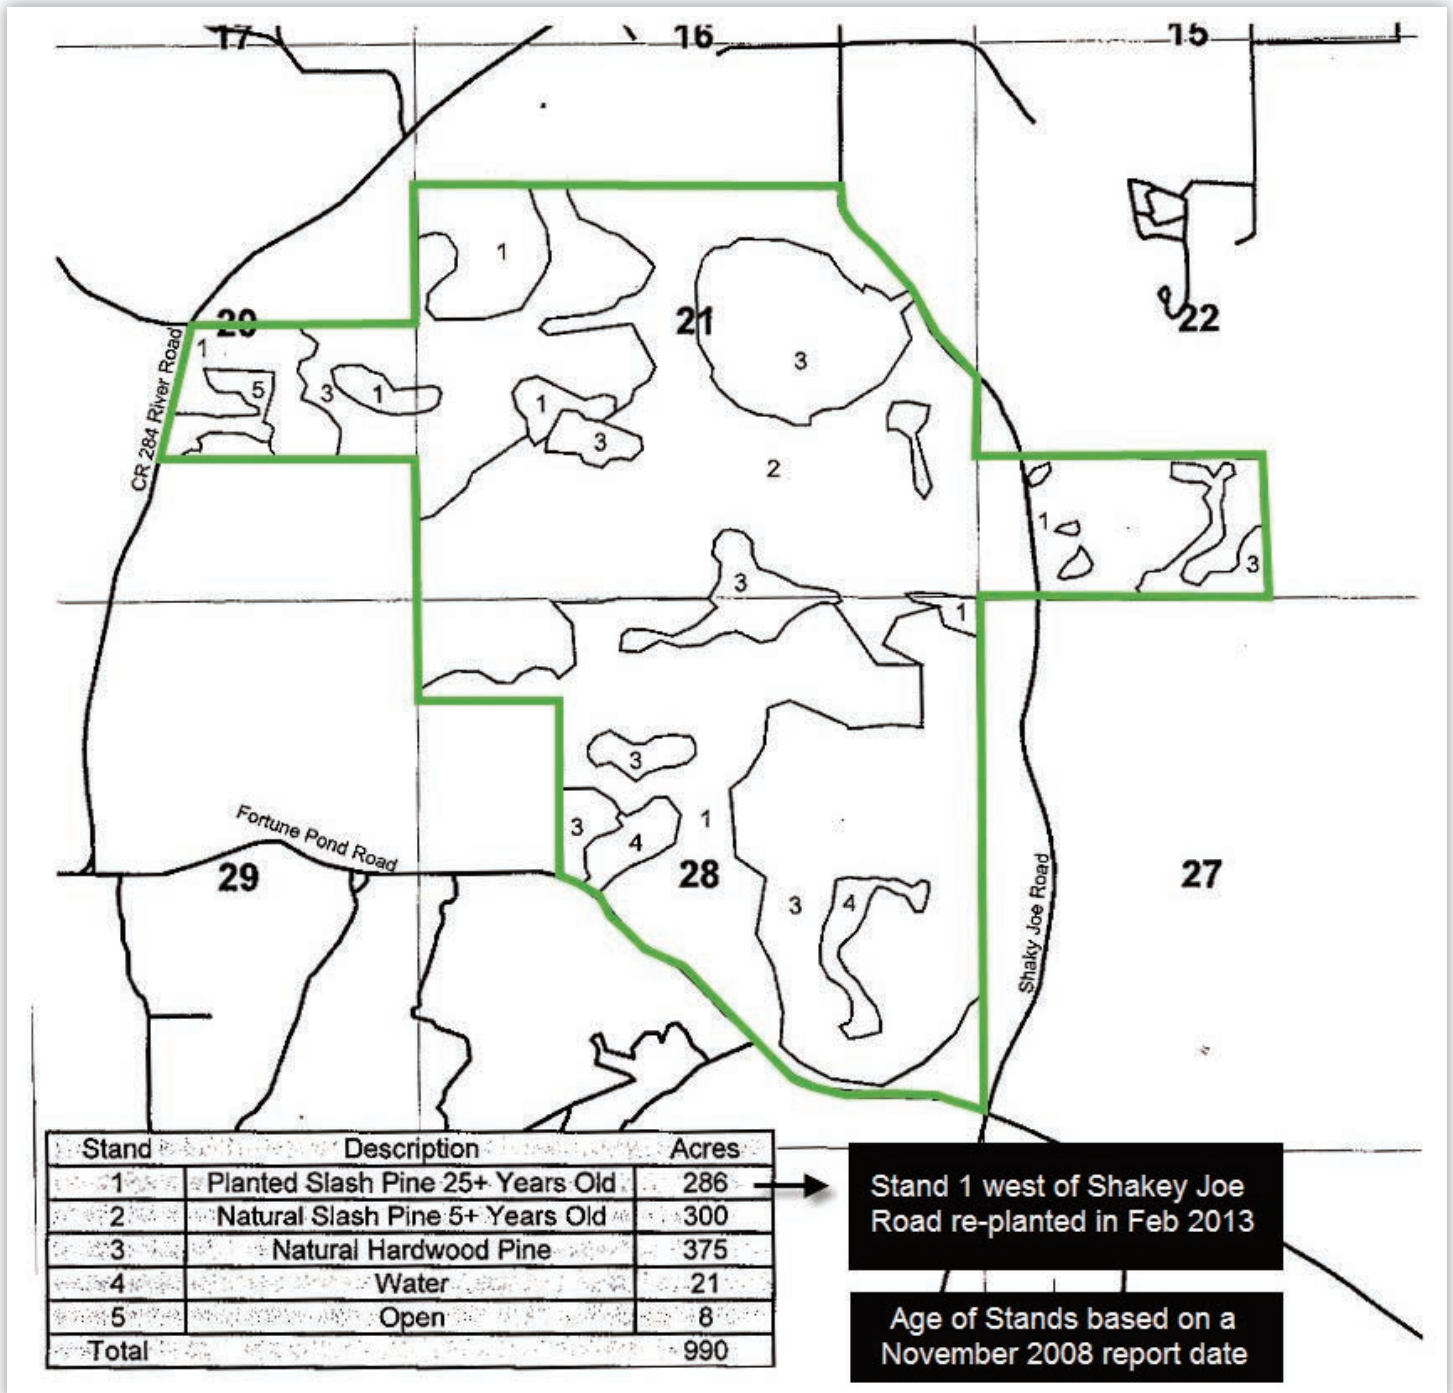 17
16
15
1
20
21
22
1
3
5
3
1
1
3
2
CR 284 River Road
1
3
3
1
3
3
4
1
28
Fortune Pond Road
29
27
3
4
Shaky Joe Road
Stand Description Acres
1 Planted Slash Pine 25+ Years Old 286
2 Natural Slash Pine 5+ Years Old 300
3 Natural Hardwood Pine 375
4 Water 21
5 Open 8
Total 990
Stand 1 west of Shakey Joe
Road re-planted in Feb 2013
Age of Stands based on a
November 2008 report date